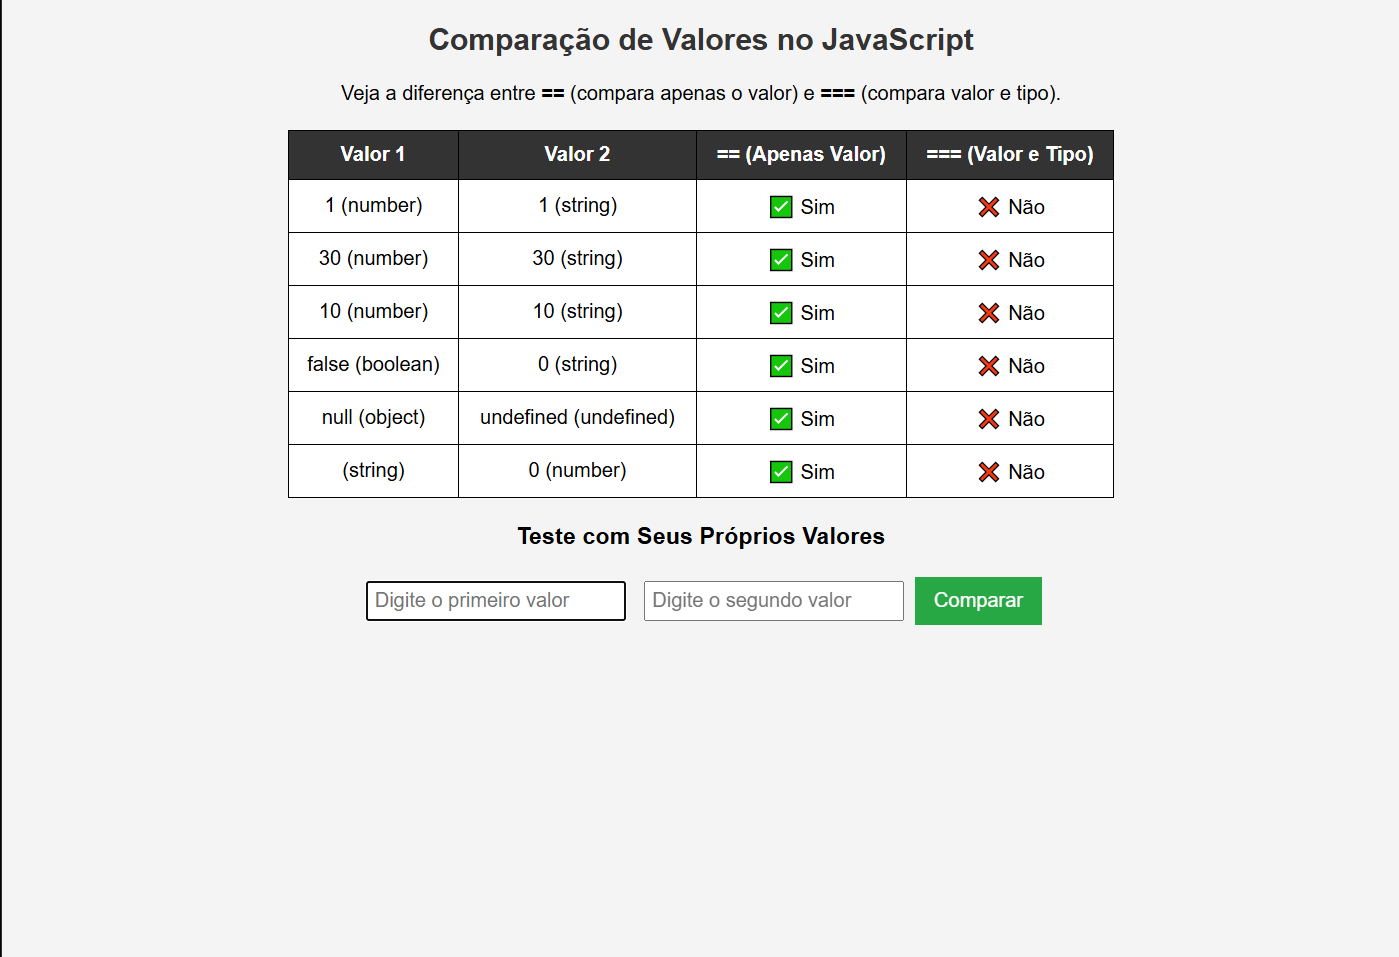 Comparação de Valores no JavaScript
Veja a diferença entre == (compara apenas o valor) e === (compara valor e tipo).
Valor 1 Valor 2 == (Apenas Valor) === (Valor e Tipo)
1 (number) 1 (string) ✅ Sim ❌ Não
30 (number) 30 (string) ✅ Sim ❌ Não
10 (number) 10 (string) ✅ Sim ❌ Não
false (boolean) 0 (string) ✅ Sim ❌ Não
null (object) undefined (undefined) ✅ Sim ❌ Não
(string) 0 (number) ✅ Sim ❌ Não
Teste com Seus Próprios Valores
Digite o primeiro valor Digite o segundo valor Comparar